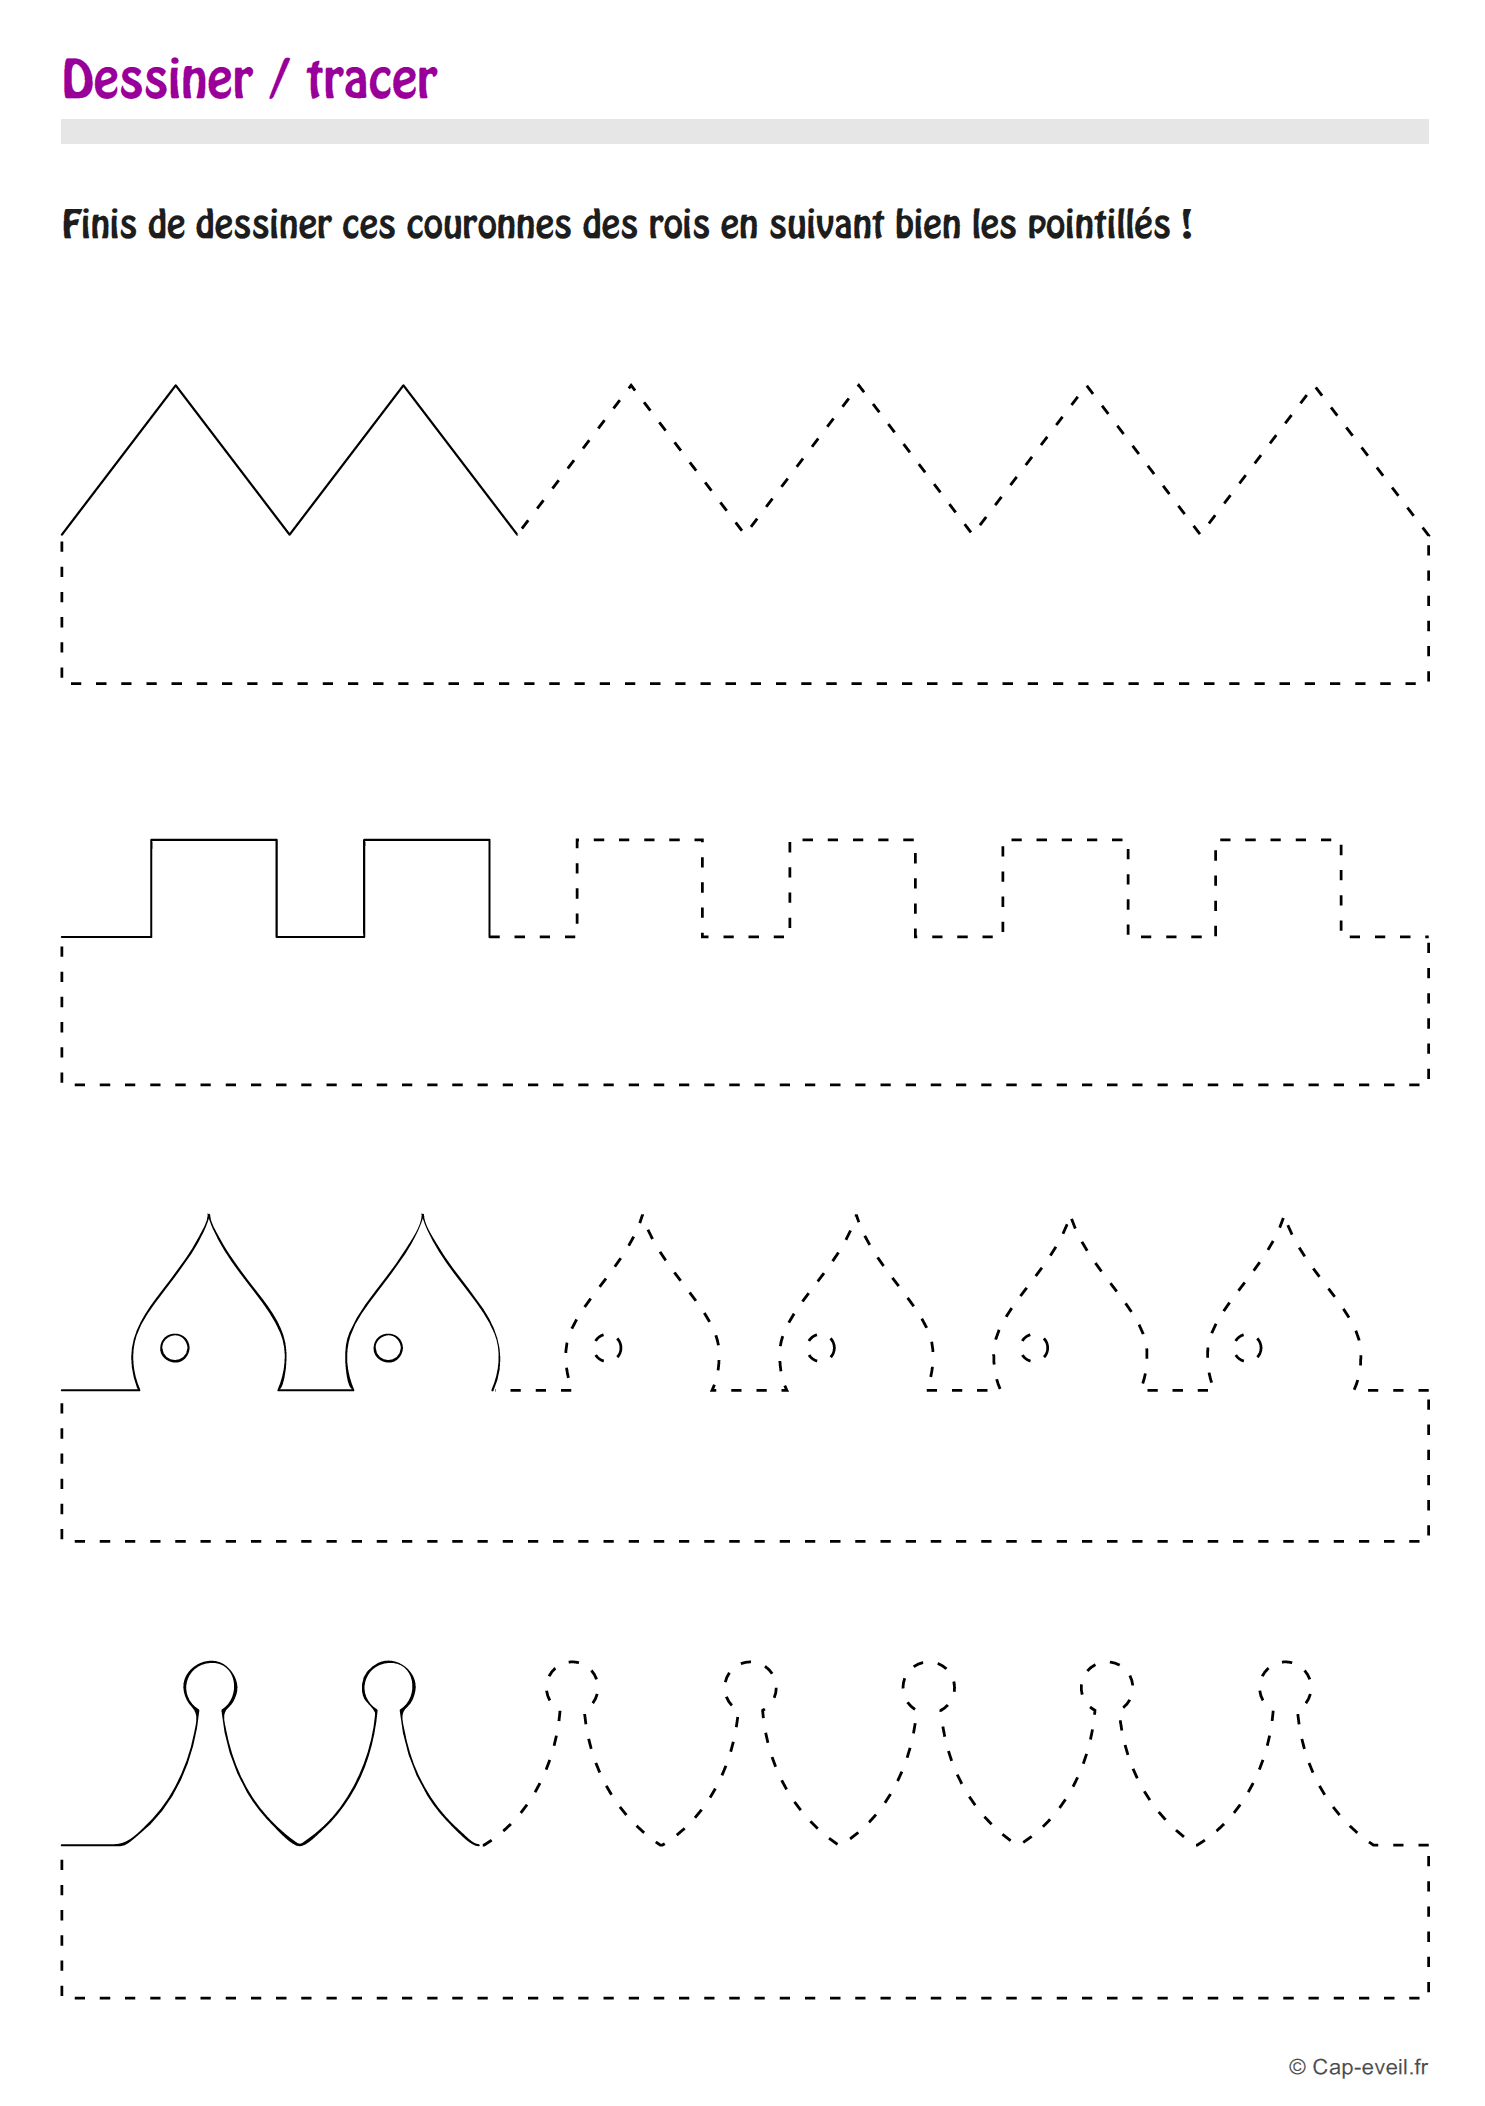 Dessiner / tracer
Finis de dessiner ces couronnes des rois en suivant bien les pointillés !
© Cap-eveil.fr